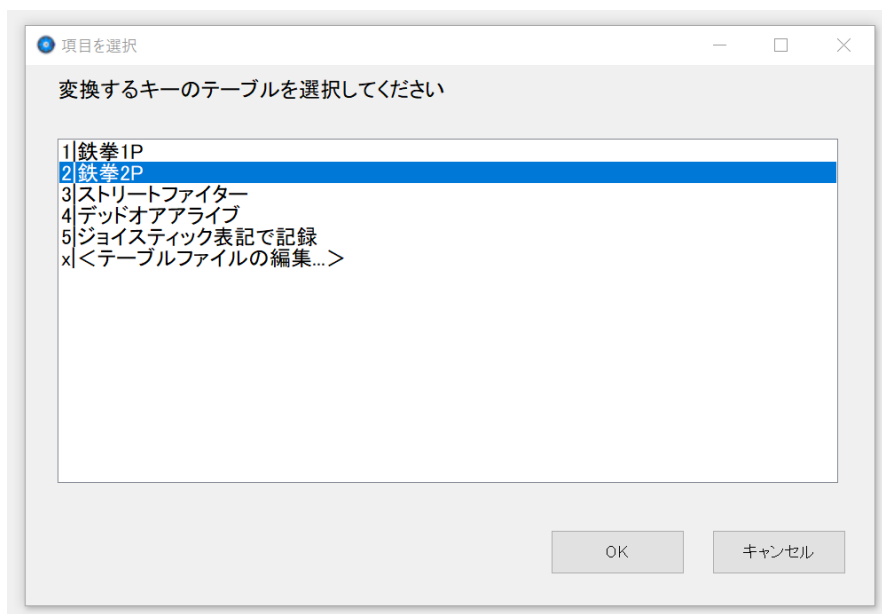 項目を選択
変換するキーのテーブルを選択してください
1|鉄拳1P
2|鉄拳2P
3|ストリートファイター
4|デッドオアアライブ
5|ジョイスティック表記で記録
x|＜テーブルファイルの編集...＞
OK
キャンセル